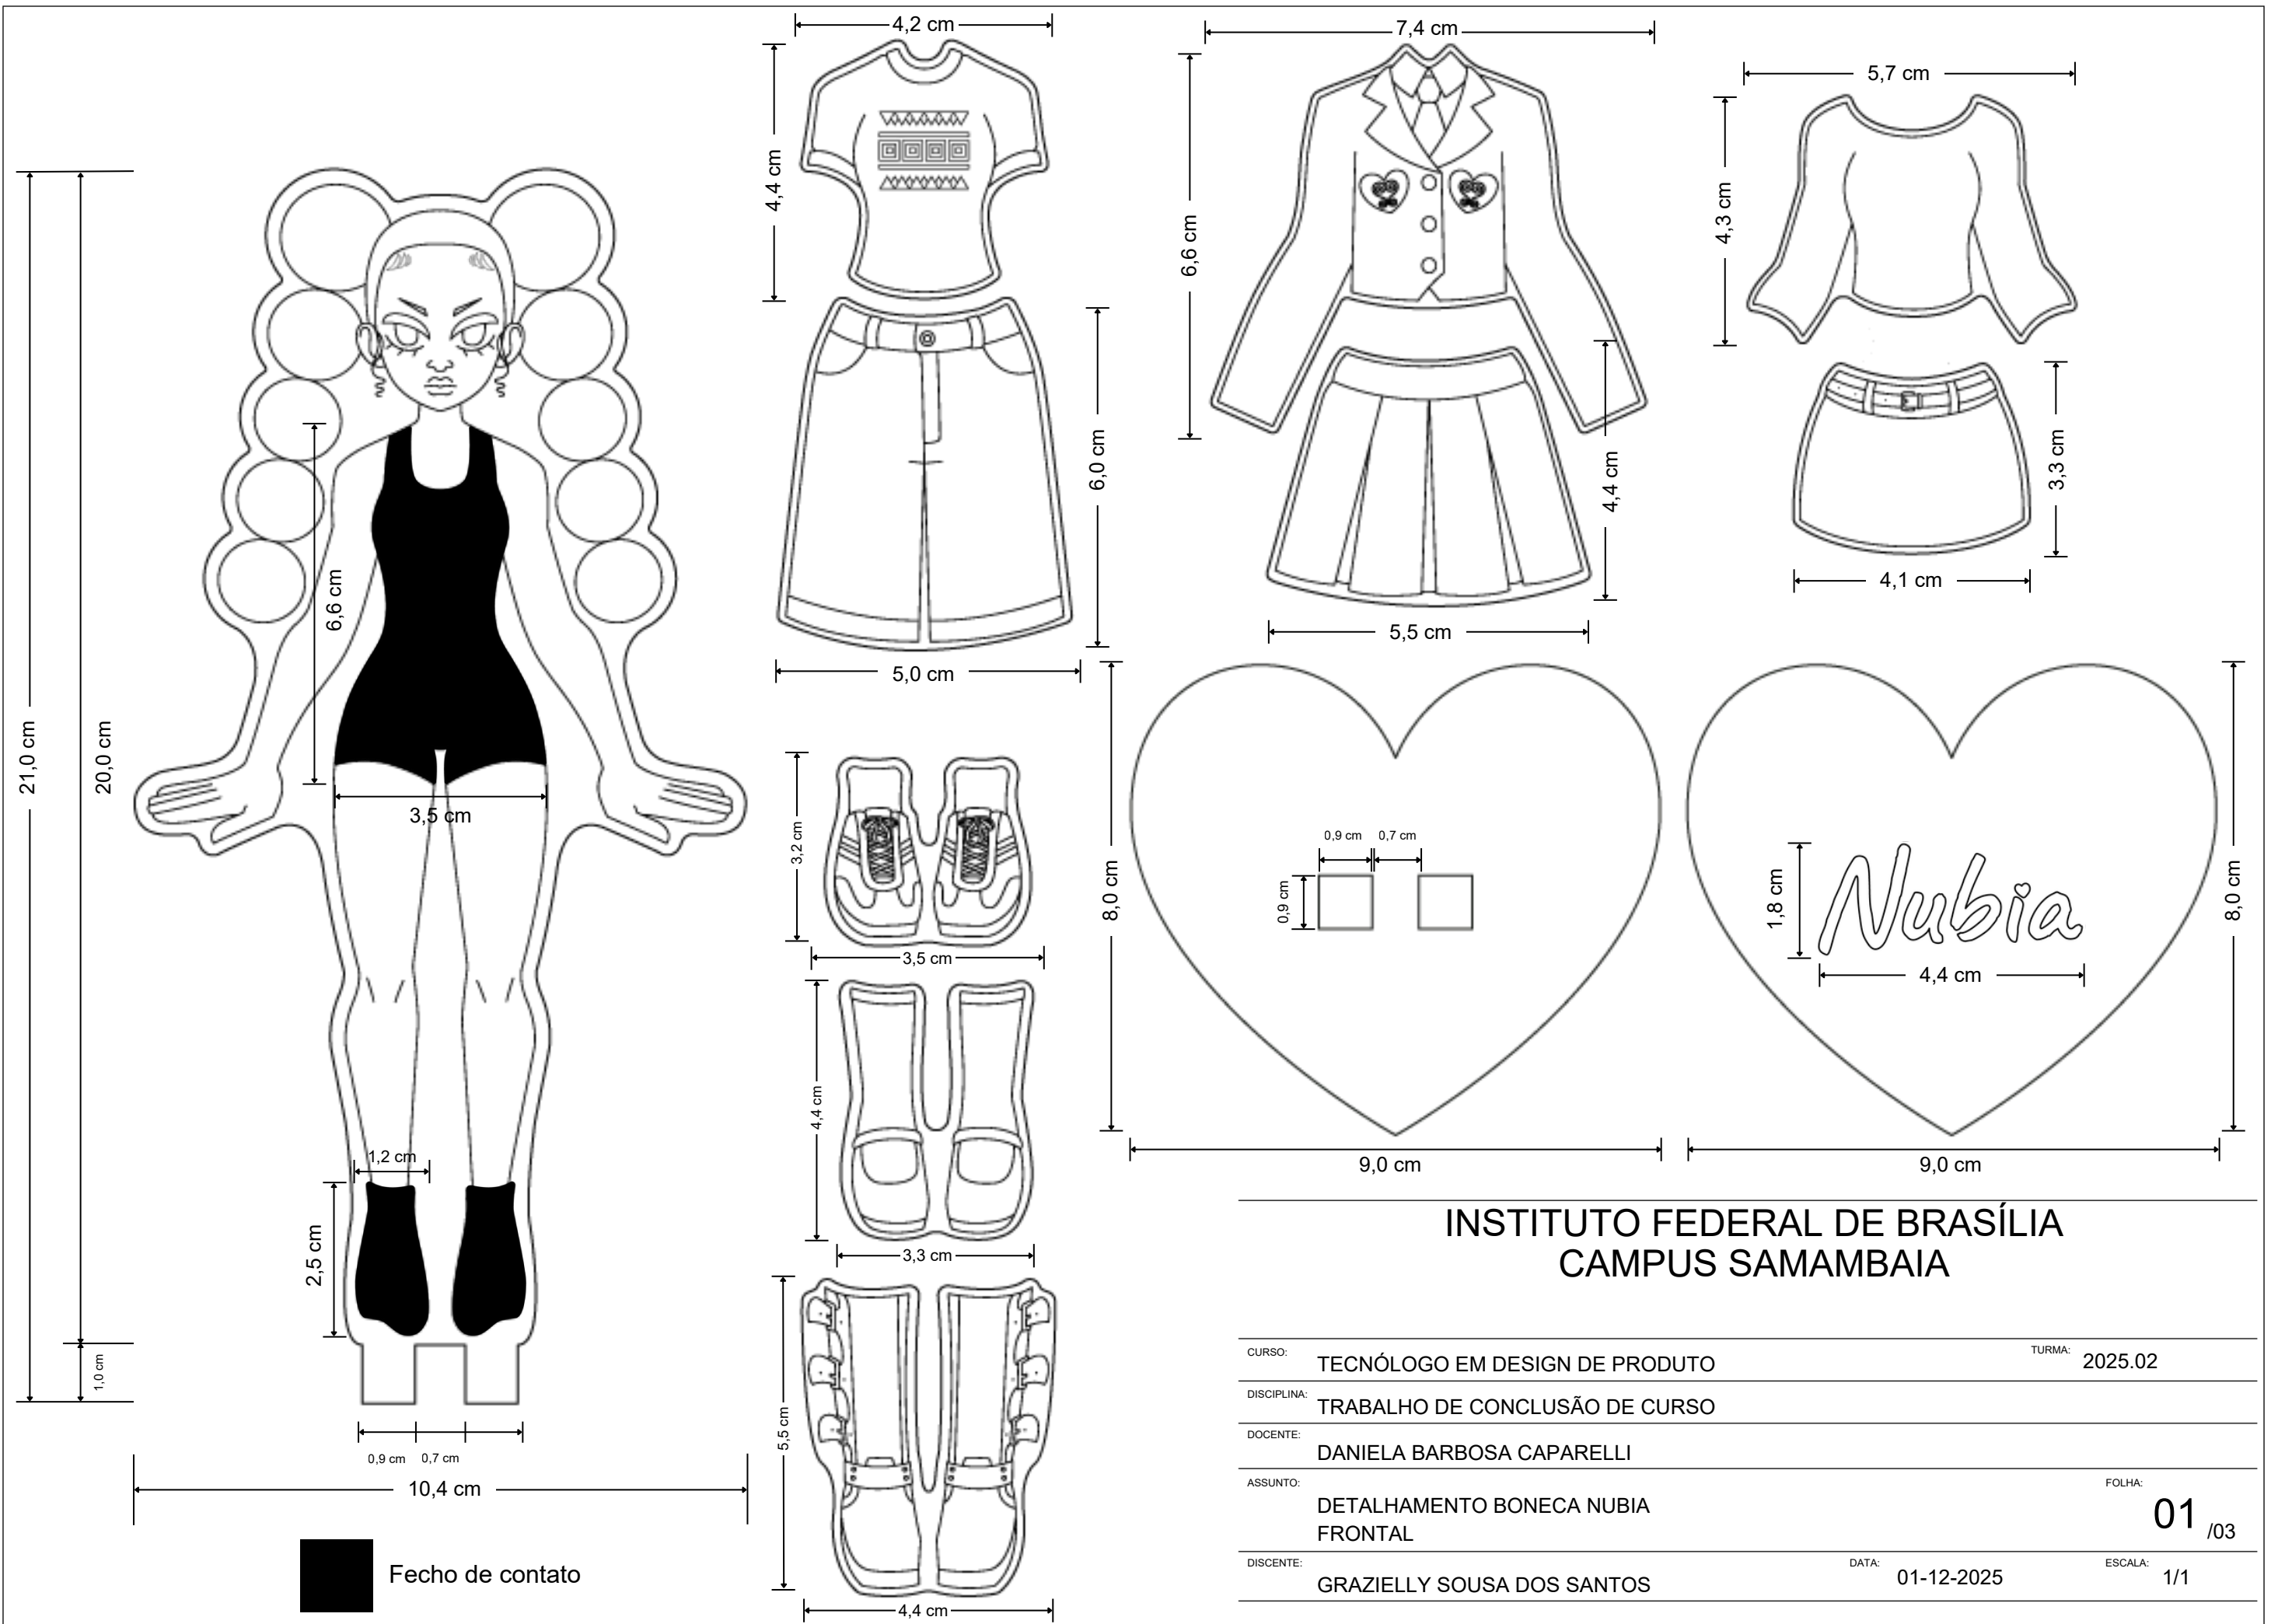 4,2 cm
7,4 cm
5,7 cm
4,4 cm
6,6 cm
4,3 cm
6,0 cm
4,4 cm
3,3 cm
4,1 cm
5,5 cm
5,0 cm
21,0 cm
20,0 cm
6,6 cm
3,5 cm
1,2 cm
2,5 cm
1,0 cm
0,9 cm
0,7 cm
10,4 cm
Fecho de contato
3,2 cm
3,5 cm
4,4 cm
3,3 cm
5,5 cm
4,4 cm
8,0 cm
0,9 cm
0,7 cm
0,9 cm
9,0 cm
1,8 cm
Nubia
4,4 cm
8,0 cm
9,0 cm
INSTITUTO FEDERAL DE BRASÍLIA
CAMPUS SAMAMBAIA
CURSO: TECNÓLOGO EM DESIGN DE PRODUTO
TURMA: 2025.02
DISCIPLINA: TRABALHO DE CONCLUSÃO DE CURSO
DOCENTE: DANIELA BARBOSA CAPARELLI
ASSUNTO: DETALHAMENTO BONECA NUBIA
FRONTAL
FOLHA: 01 /03
DISCENTE: GRAZIELLY SOUSA DOS SANTOS
DATA: 01-12-2025
ESCALA: 1/1